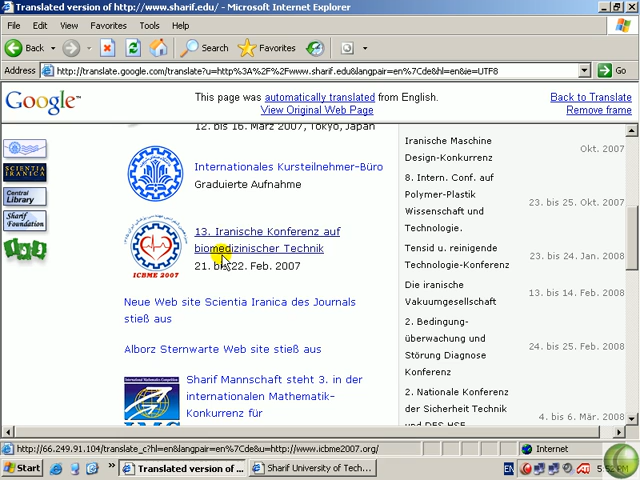 Translated version of http://www.sharif.edu/ - Microsoft Internet Explorer
File Edit View Favorites Tools Help
Back Search Favorites
Address http://translate.google.com/translate?u=http%3A%2F%2Fwww.sharif.edu&langpair=en%7Cde&hl=en&ie=UTF8 Go
Google™
This page was automatically translated from English.
View Original Web Page
Back to Translate
Remove frame
SCIENTIA
IRANICA
Central
Library
Sharif
Foundation
12. bis 16. März 2007, Tokyo, Japan
Internationales Kursteilnehmer-Büro
Graduierte Aufnahme
13. Iranische Konferenz auf
biomedizinischer Technik
21. bis 22. Feb. 2007
ICBME 2007
Neue Web site Scientia Iranica des Journals
stieß aus
Alborz Sternwarte Web site stieß aus
Sharif Mannschaft steht 3. in der
internationalen Mathematik-
Konkurrenz für
IMC
Iranische Maschine
Design-Konkurrenz
Okt. 2007
8. Intern. Conf. auf
Polymer-Plastik
Wissenschaft und
Technologie.
23. bis 25. Okt. 2007
Tensid u. reinigende
Technologie-Konferenz
23. bis 24. Jan. 2008
Die iranische
Vakuumgesellschaft
13. bis 14. Feb. 2008
2. Bedingung-
überwachung und
Störung Diagnose
Konferenz
24. bis 25. Feb. 2008
2. Nationale Konferenz
der Sicherheit Technik
und DFS HSE
4. bis 6. Mär. 2008
http://66.249.91.104/translate_c?hl=en&langpair=en%7Cde&u=http://www.icbme2007.org/
Internet
Start Translated version of ... Sharif University of Tech... EN